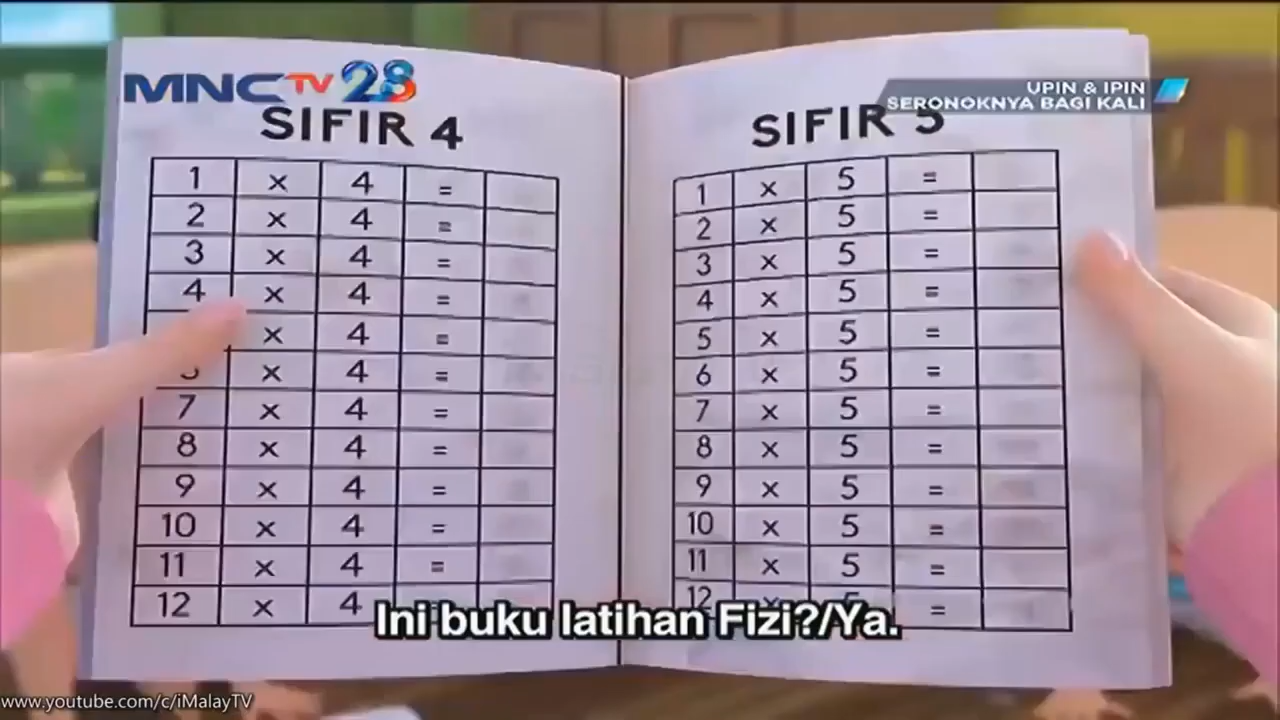 MNCTV 28
UPIN & IPIN
SERONOKNYA BAGI KALI
SIFIR 4
1 x 4 =
2 x 4 =
3 x 4 =
4 x 4 =
x 4 =
x 4 =
7 x 4 =
8 x 4 =
9 x 4 =
10 x 4 =
11 x 4 =
12 x 4
SIFIR 5
1 x 5 =
2 x 5 =
3 x 5 =
4 x 5 =
5 x 5 =
6 x 5 =
7 x 5 =
8 x 5 =
9 x 5 =
10 x 5 =
11 x 5 =
12 x 5 =
Ini buku latihan Fizi?/Ya.
www.youtube.com/c/iMalayTV